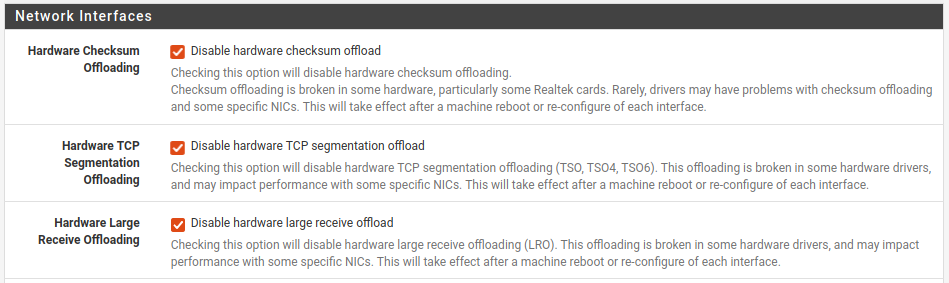 Network Interfaces
Hardware Checksum
Offloading
Disable hardware checksum offload
Checking this option will disable hardware checksum offloading.
Checksum offloading is broken in some hardware, particularly some Realtek cards. Rarely, drivers may have problems with checksum offloading
and some specific NICs. This will take effect after a machine reboot or re-configure of each interface.
Hardware TCP
Segmentation
Offloading
Disable hardware TCP segmentation offload
Checking this option will disable hardware TCP segmentation offloading (TSO, TSO4, TSO6). This offloading is broken in some hardware drivers,
and may impact performance with some specific NICs. This will take effect after a machine reboot or re-configure of each interface.
Hardware Large
Receive Offloading
Disable hardware large receive offload
Checking this option will disable hardware large receive offloading (LRO). This offloading is broken in some hardware drivers, and may impact
performance with some specific NICs. This will take effect after a machine reboot or re-configure of each interface.